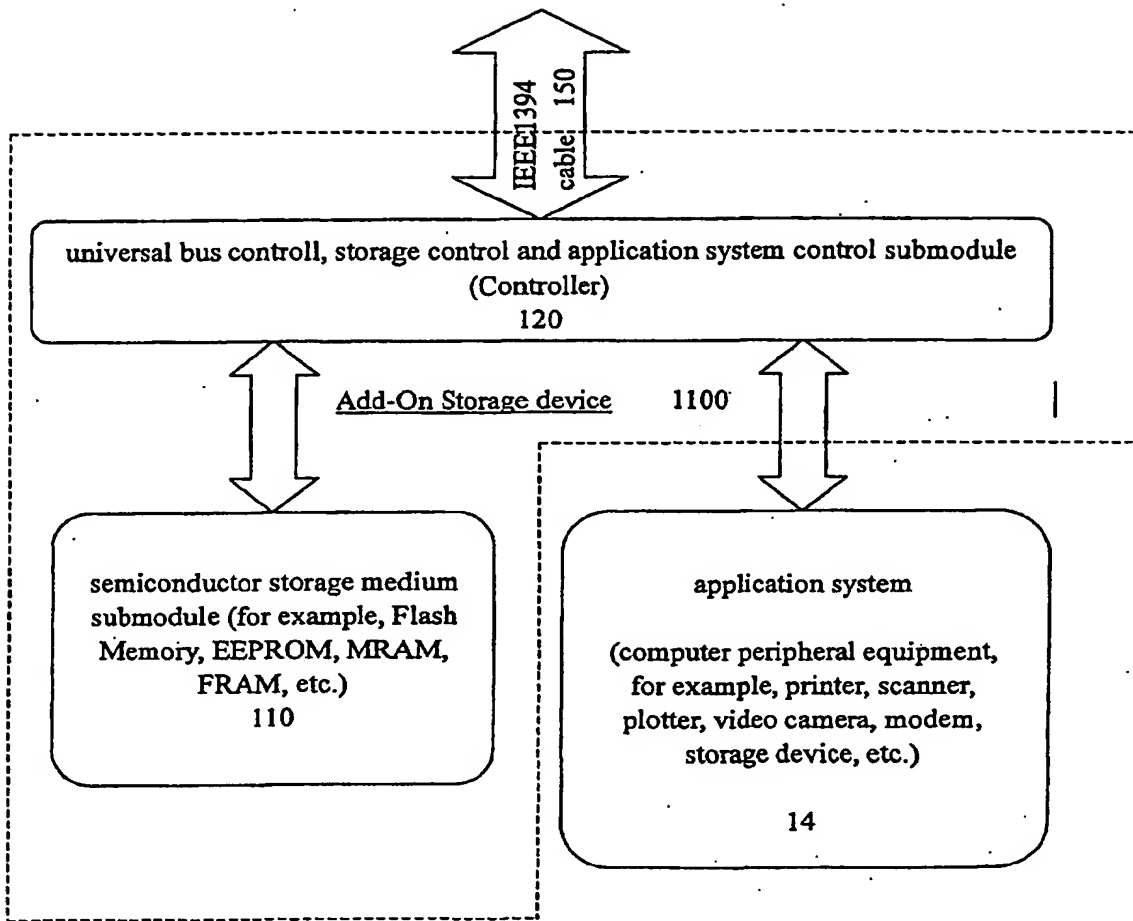 IEEE1394
cable 150
universal bus controll, storage control and application system control submodule
(Controller)
120
Add-On Storage device 1100
semiconductor storage medium
submodule (for example, Flash
Memory, EEPROM, MRAM,
FRAM, etc.)
110
application system
(computer peripheral equipment,
for example, printer, scanner,
plotter, video camera, modem,
storage device, etc.)
14